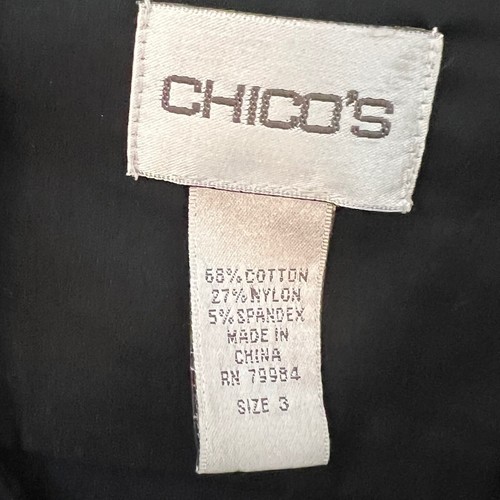 CHICO'S
68% COTTON
27% NYLON
5% SPANDEX
MADE IN
CHINA
RN 79984
SIZE 3